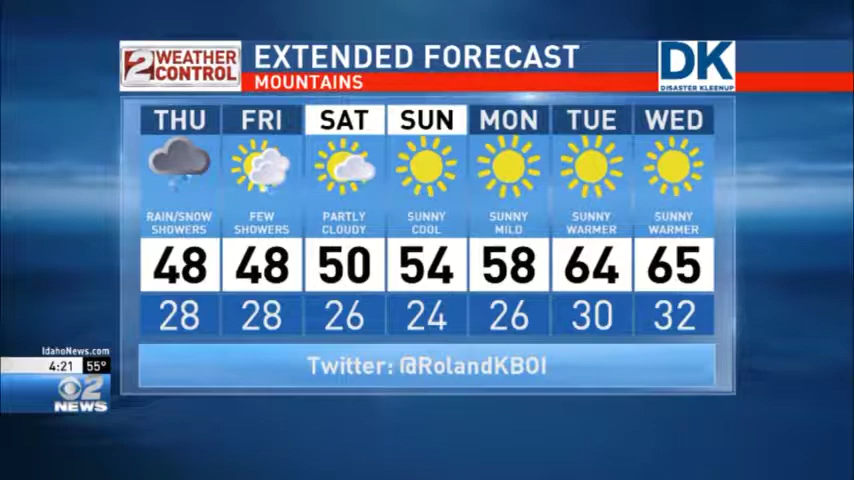 2 WEATHER CONTROL
EXTENDED FORECAST
MOUNTAINS
DK
DISASTER KLEENUP
THU FRI SAT SUN MON TUE WED
RAIN/SNOW SHOWERS
FEW SHOWERS
PARTLY CLOUDY
SUNNY COOL
SUNNY MILD
SUNNY WARMER
SUNNY WARMER
48 48 50 54 58 64 65
28 28 26 24 26 30 32
Twitter: @RolandKBOI
IdahoNews.com
4:21 55°
2
NEWS